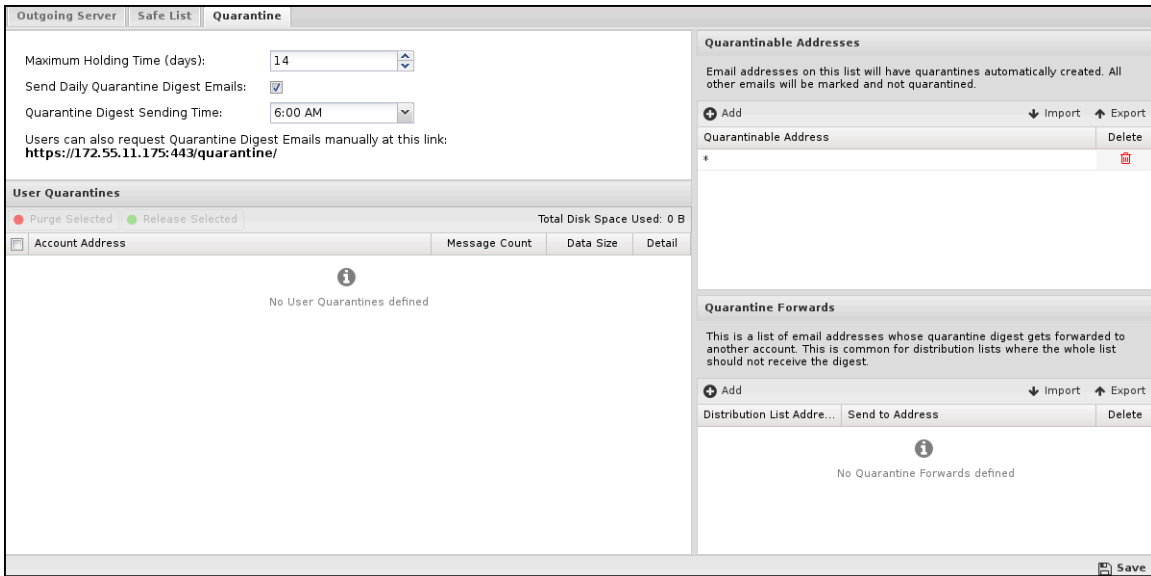 Outgoing Server Safe List Quarantine
Maximum Holding Time (days): 14
Send Daily Quarantine Digest Emails:
Quarantine Digest Sending Time: 6:00 AM
Users can also request Quarantine Digest Emails manually at this link:
https://172.55.11.175:443/quarantine/
User Quarantines
Purge Selected Release Selected Total Disk Space Used: 0 B
Account Address Message Count Data Size Detail
No User Quarantines defined
Quarantinable Addresses
Email addresses on this list will have quarantines automatically created. All
other emails will be marked and not quarantined.
Add Import Export
Quarantinable Address Delete
*
Quarantine Forwards
This is a list of email addresses whose quarantine digest gets forwarded to
another account. This is common for distribution lists where the whole list
should not receive the digest.
Add Import Export
Distribution List Addre... Send to Address Delete
No Quarantine Forwards defined
Save